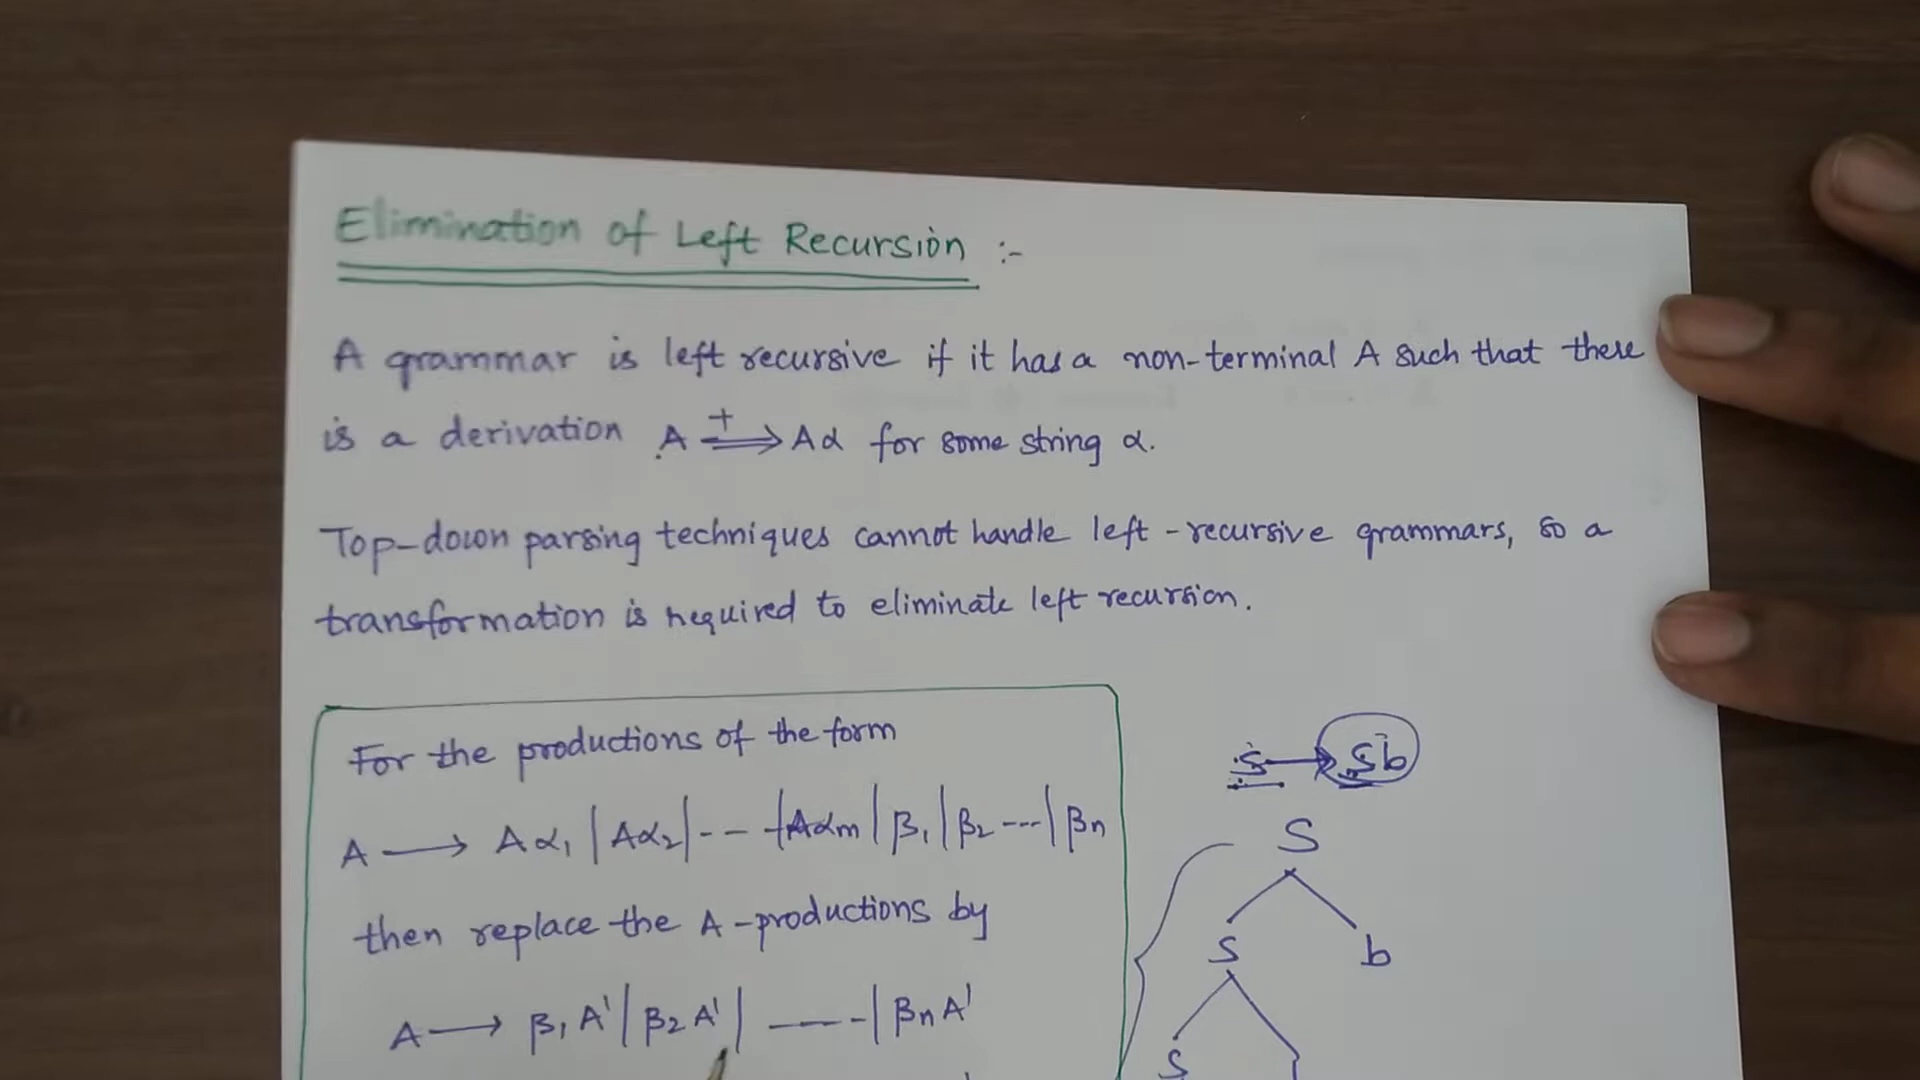 Elimination of Left Recursion :-
A grammar is left recursive if it has a non-terminal A such that there
is a derivation A =+=> Aα for some string α.
Top-down parsing techniques cannot handle left-recursive grammars, so a
transformation is required to eliminate left recursion.
For the productions of the form
A → Aα₁ | Aα₂ | --- | Aαm | β₁ | β₂ --- | βn
then replace the A-productions by
A → β₁A' | β₂A' | ---- | βnA'
S → Sb
S
S b
S